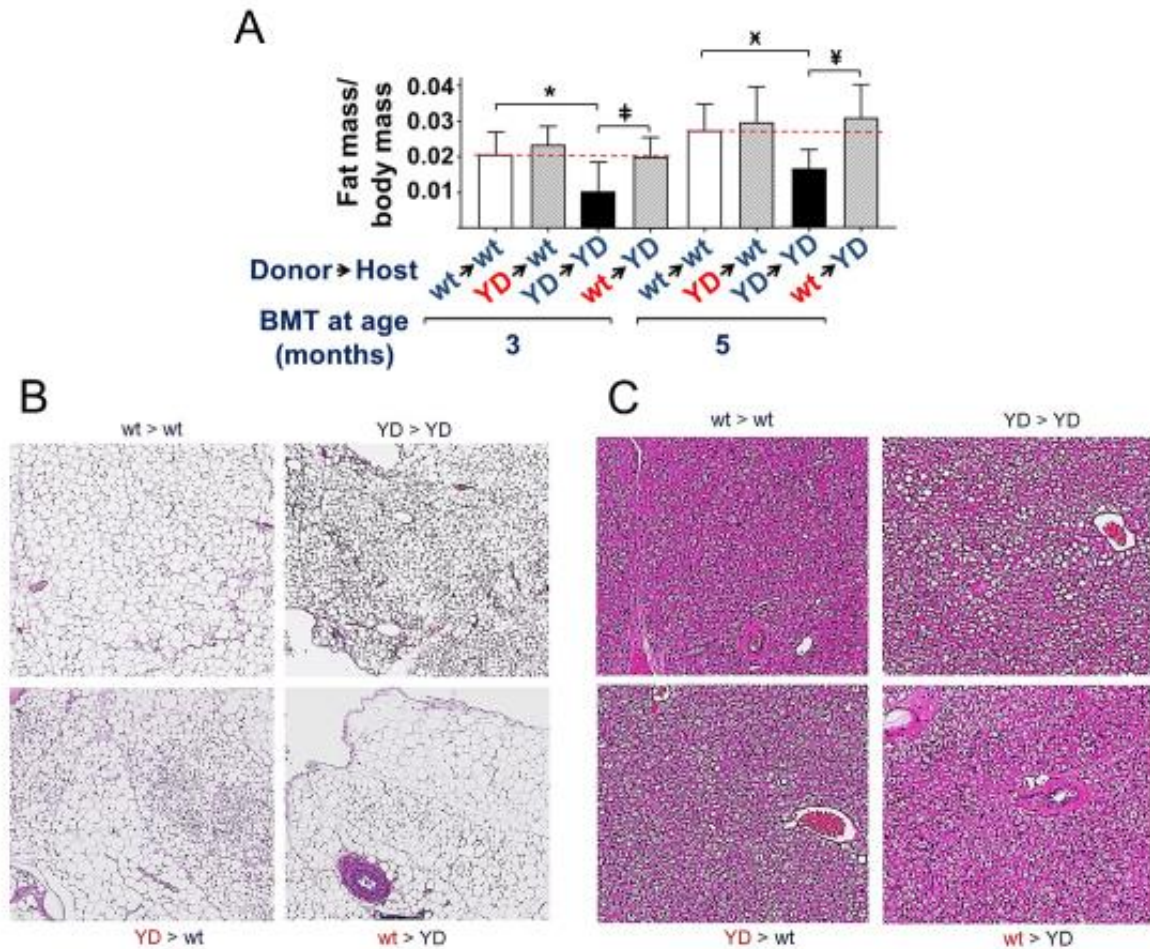 A
Fat mass/
body mass
0.04
0.03
0.02
0.01
* ǂ ӿ ¥
Donor➤Host
wt➔wt YD➔wt YD➔YD wt➔YD wt➔wt YD➔wt YD➔YD wt➔YD
BMT at age
(months)
3 5
B
wt > wt YD > YD
YD > wt wt > YD
C
wt > wt YD > YD
YD > wt wt > YD